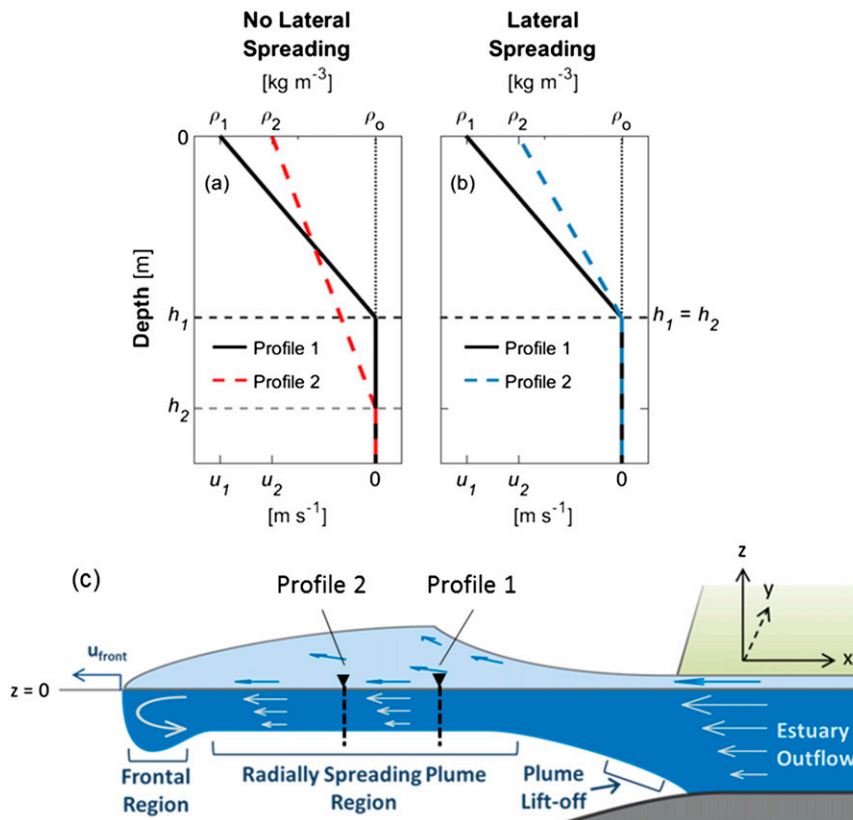 No Lateral
Spreading
[kg m⁻³]
ρ₁ ρ₂ ρₒ
0
(a)
Depth [m]
h₁
Profile 1
Profile 2
h₂
u₁ u₂ 0
[m s⁻¹]
Lateral
Spreading
[kg m⁻³]
ρ₁ ρ₂ ρₒ
(b)
h₁ = h₂
Profile 1
Profile 2
u₁ u₂ 0
[m s⁻¹]
(c)
Profile 2 Profile 1
z
y
x
u_front
z = 0
Estuary
Outflow
Frontal
Region
Radially Spreading Plume
Region
Plume
Lift-off